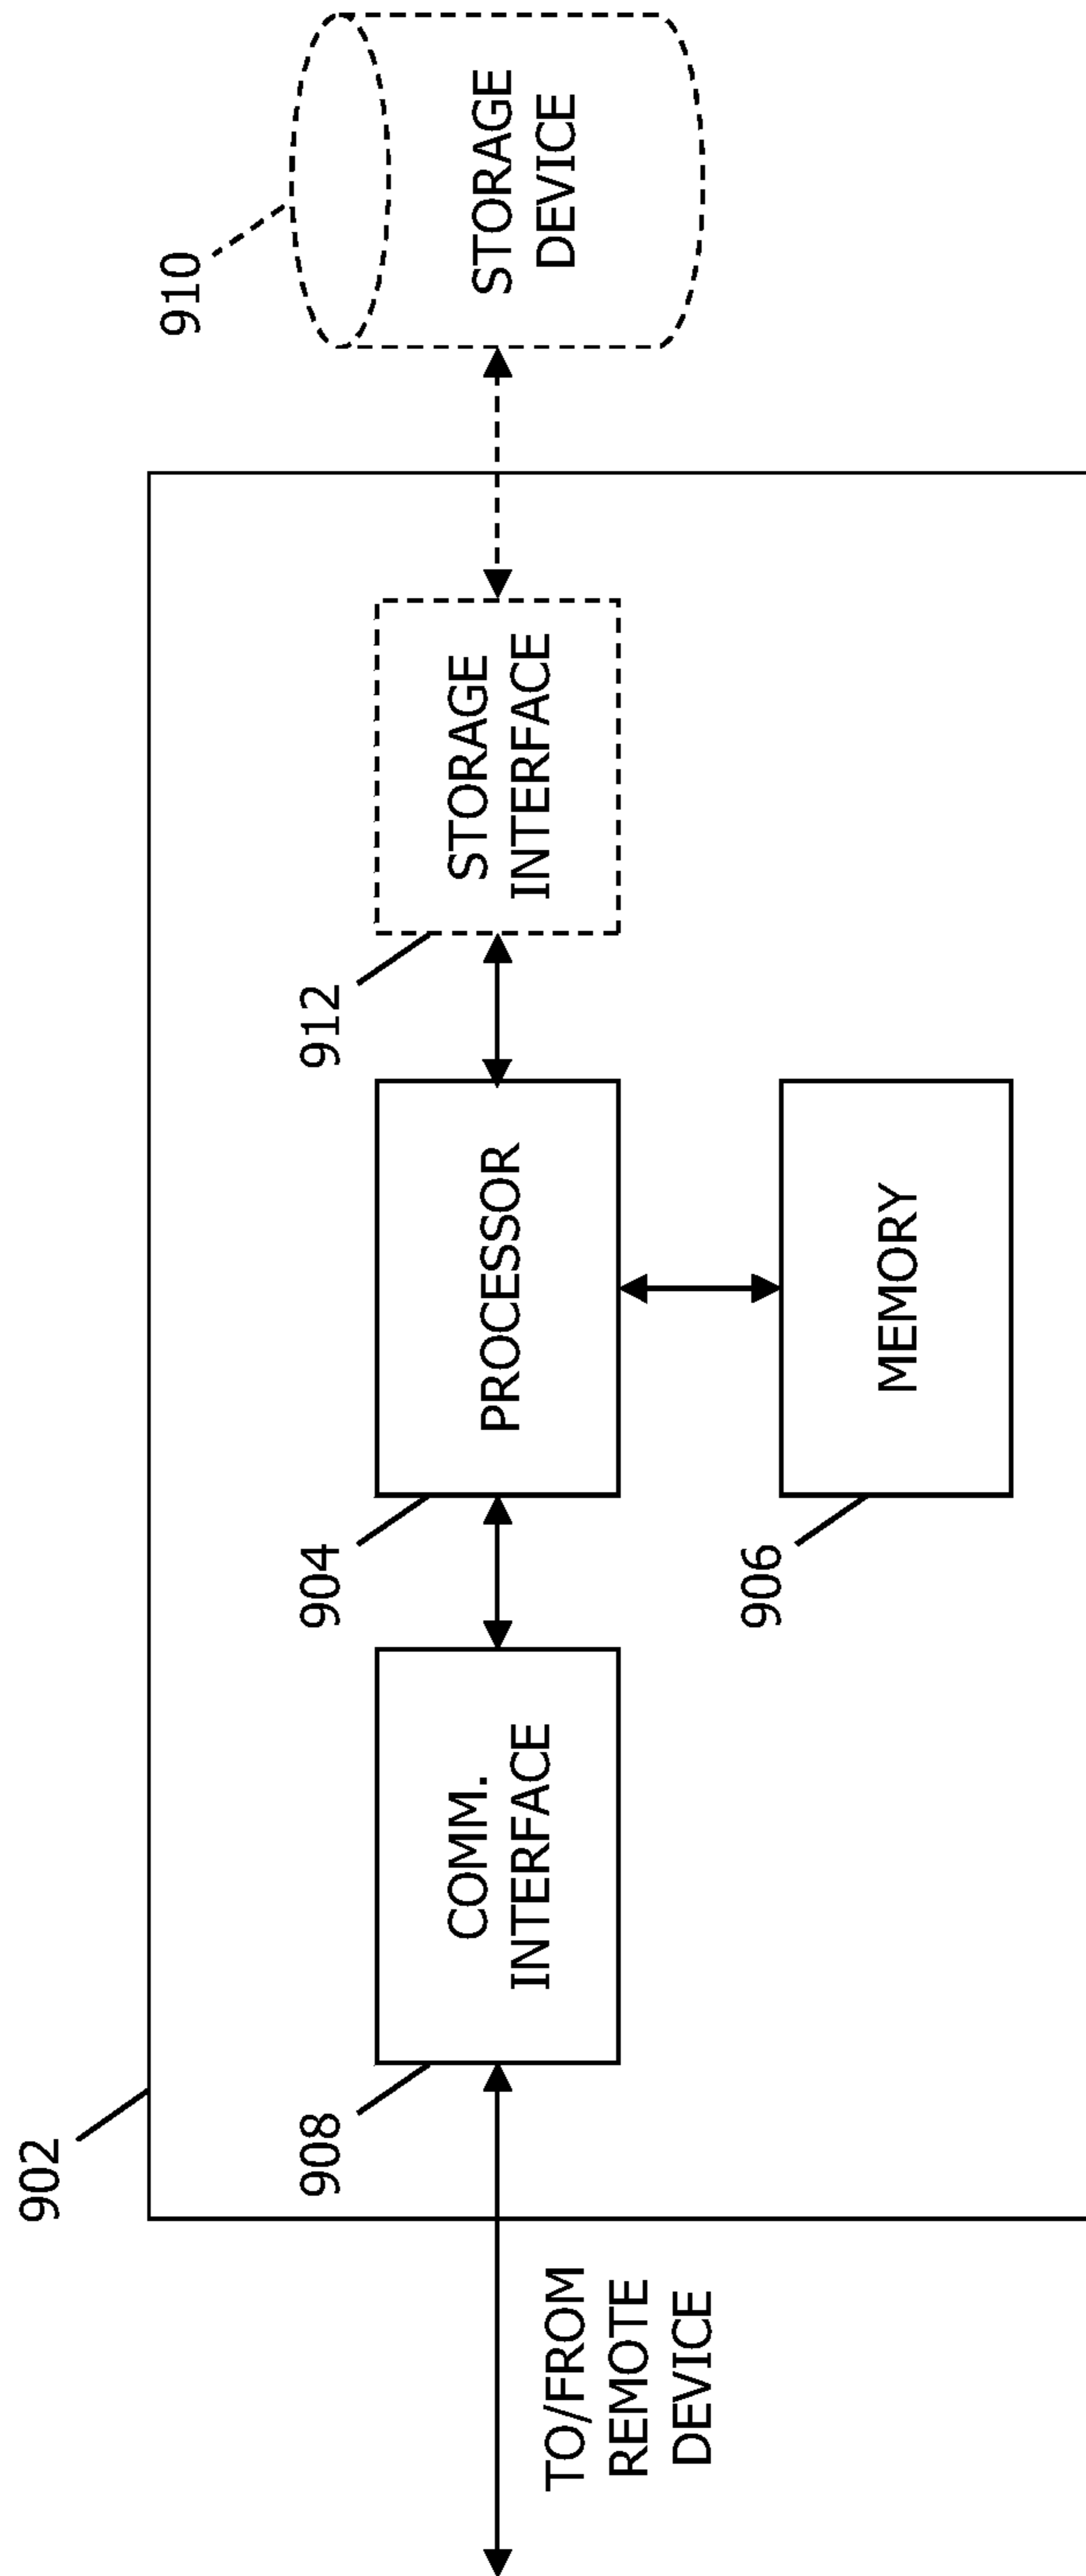 902
908
COMM.
INTERFACE
TO/FROM
REMOTE
DEVICE
904
PROCESSOR
906
MEMORY
912
STORAGE
INTERFACE
910
STORAGE
DEVICE